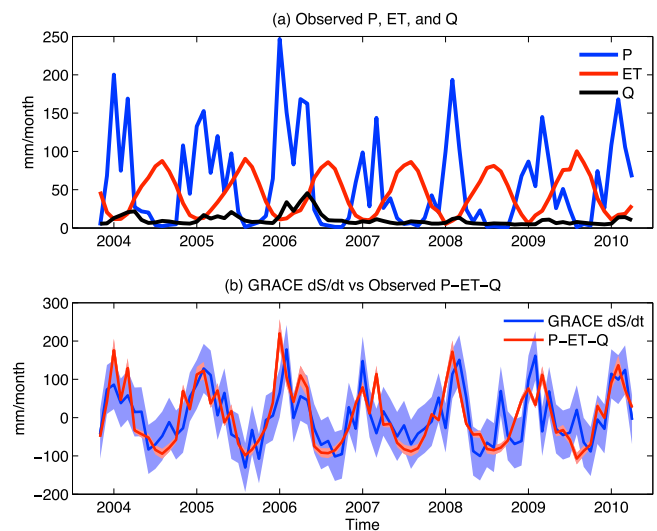 (a) Observed P, ET, and Q
250
200
150
100
50
0
mm/month
P
ET
Q
2004 2005 2006 2007 2008 2009 2010
(b) GRACE dS/dt vs Observed P−ET−Q
300
200
100
0
−100
−200
mm/month
GRACE dS/dt
P−ET−Q
2004 2005 2006 2007 2008 2009 2010
Time